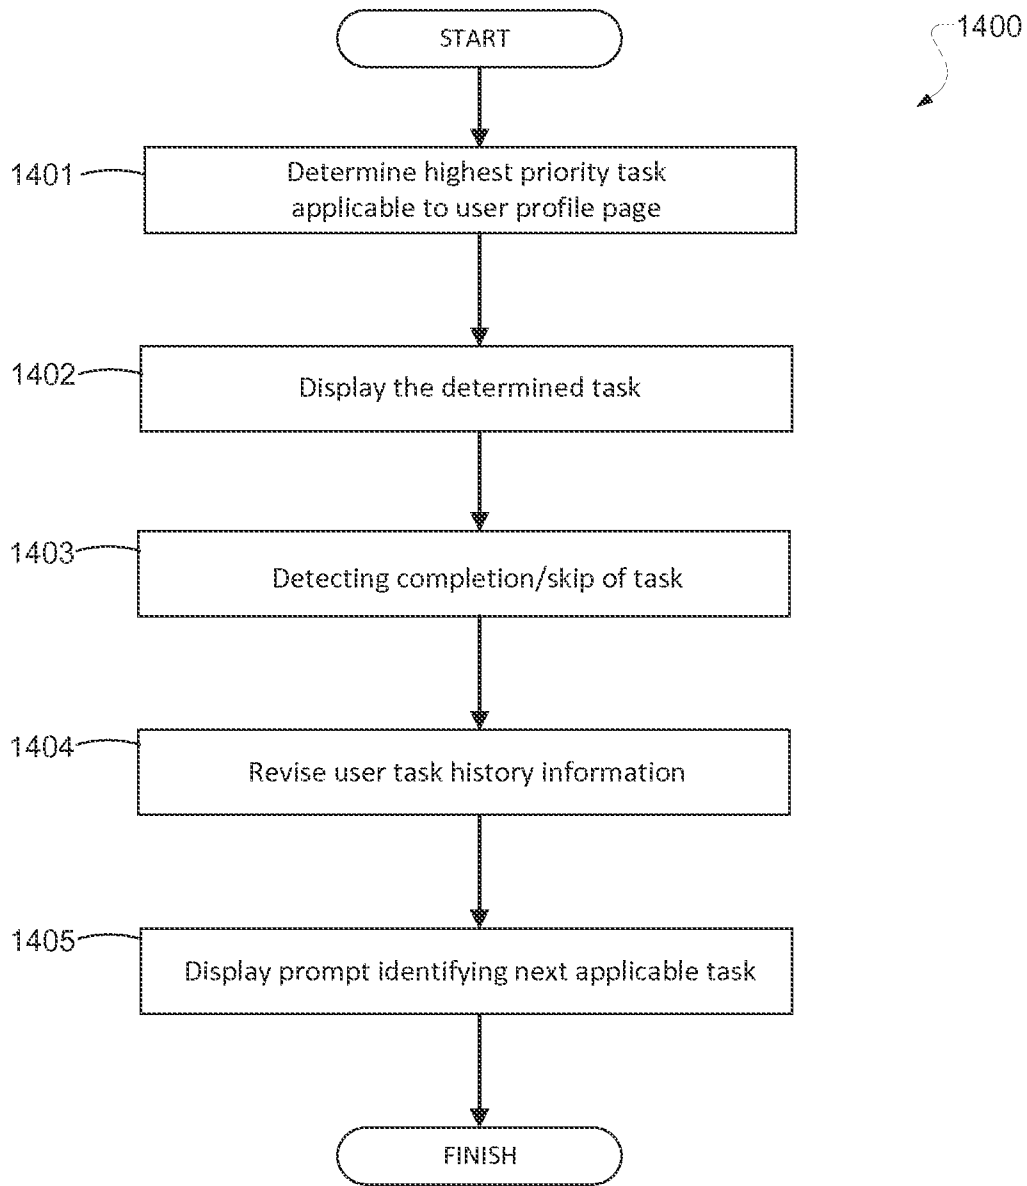 START
1400
1401
Determine highest priority task
applicable to user profile page
1402
Display the determined task
1403
Detecting completion/skip of task
1404
Revise user task history information
1405
Display prompt identifying next applicable task
FINISH